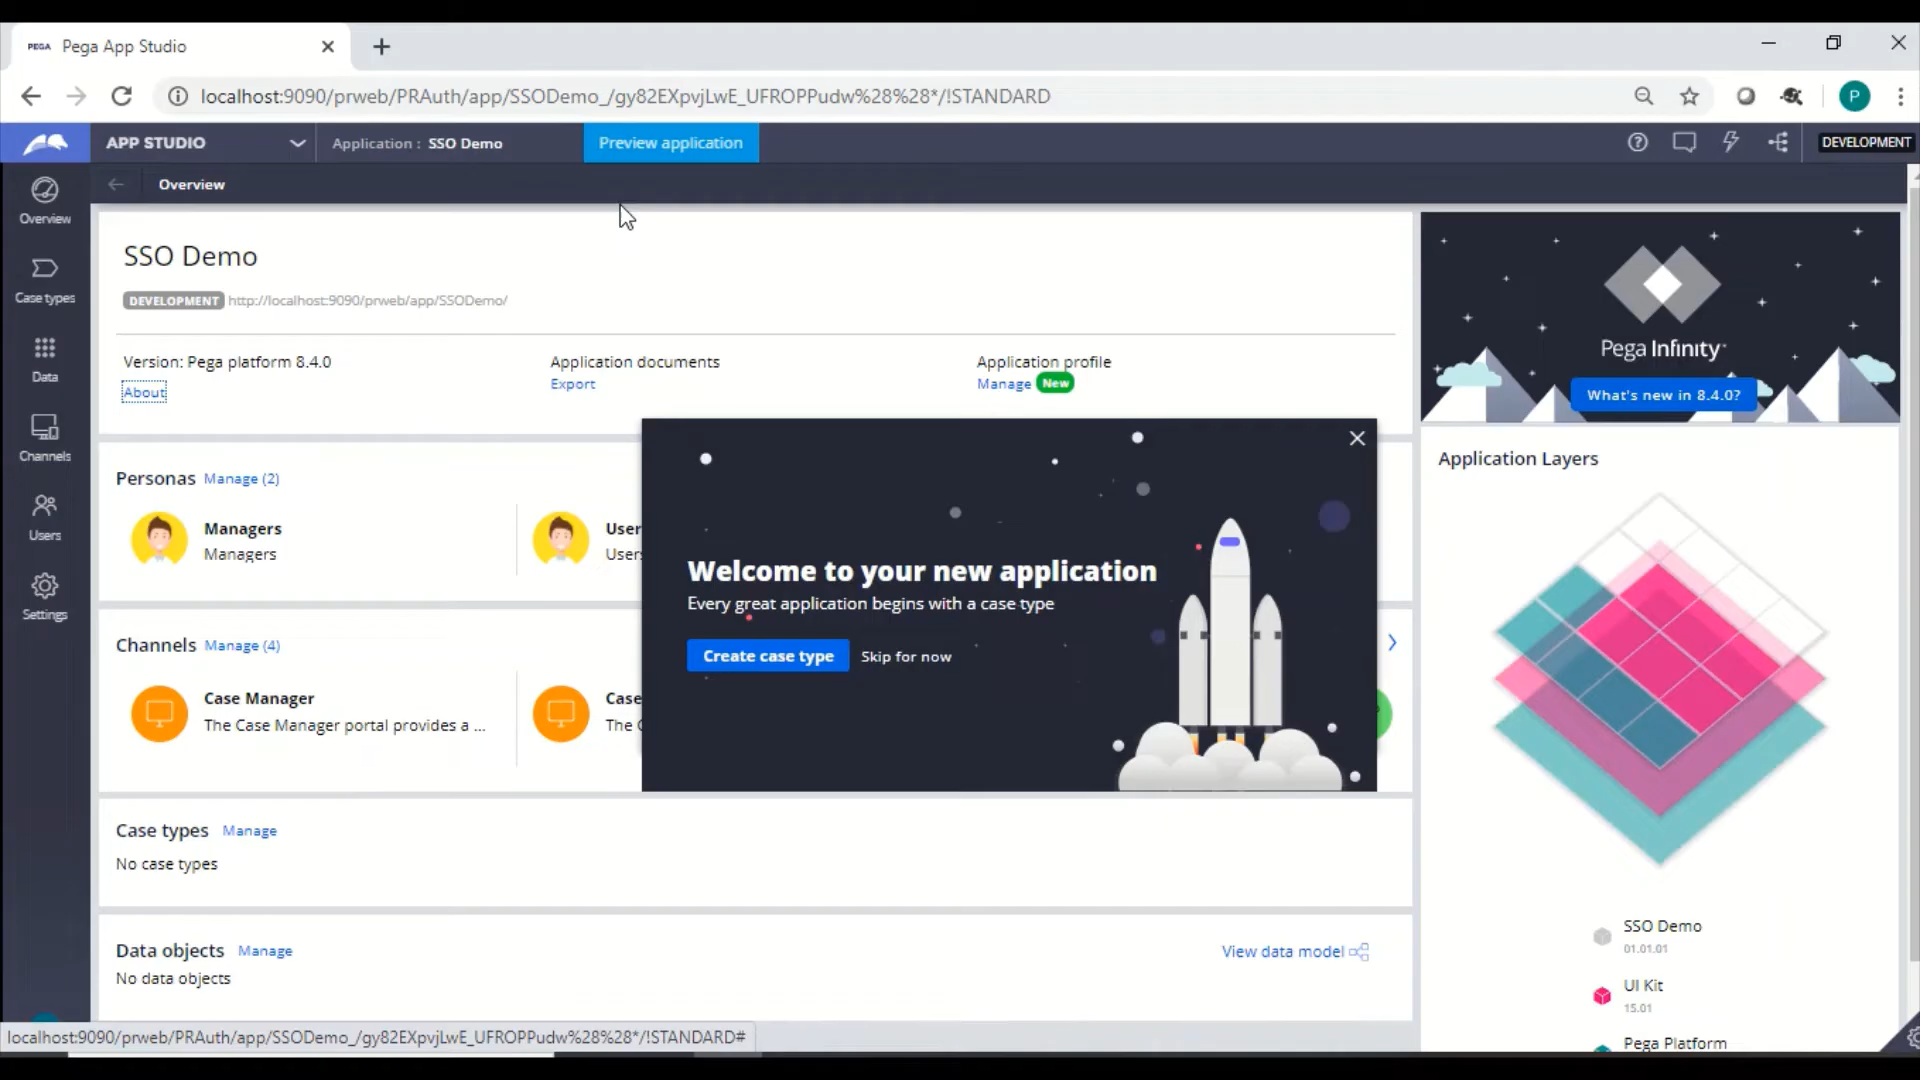 PEGA Pega App Studio
localhost:9090/prweb/PRAuth/app/SSODemo_/gy82EXpvjLwE_UFROPPudw%28%28*/!STANDARD
P
APP STUDIO
Application : SSO Demo
Preview application
DEVELOPMENT
Overview
Overview
Case types
Data
Channels
Users
Settings
SSO Demo
DEVELOPMENT http://localhost:9090/prweb/app/SSODemo/
Version: Pega platform 8.4.0
About
Application documents
Export
Application profile
Manage New
Personas Manage (2)
Managers
Managers
User
Users
Channels Manage (4)
Case Manager
The Case Manager portal provides a ...
Case
The
Welcome to your new application
Every great application begins with a case type
Create case type Skip for now
Case types Manage
No case types
Data objects Manage
No data objects
View data model
Pega Infinity
What's new in 8.4.0?
Application Layers
SSO Demo
01.01.01
UI Kit
15.01
Pega Platform
localhost:9090/prweb/PRAuth/app/SSODemo_/gy82EXpvjLwE_UFROPPudw%28%28*/!STANDARD#